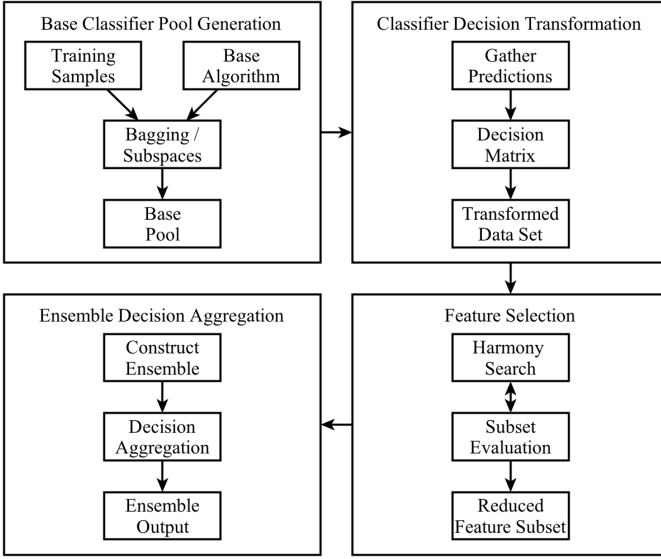 Base Classifier Pool Generation
Training
Samples
Base
Algorithm
Bagging /
Subspaces
Base
Pool
Classifier Decision Transformation
Gather
Predictions
Decision
Matrix
Transformed
Data Set
Feature Selection
Harmony
Search
Subset
Evaluation
Reduced
Feature Subset
Ensemble Decision Aggregation
Construct
Ensemble
Decision
Aggregation
Ensemble
Output